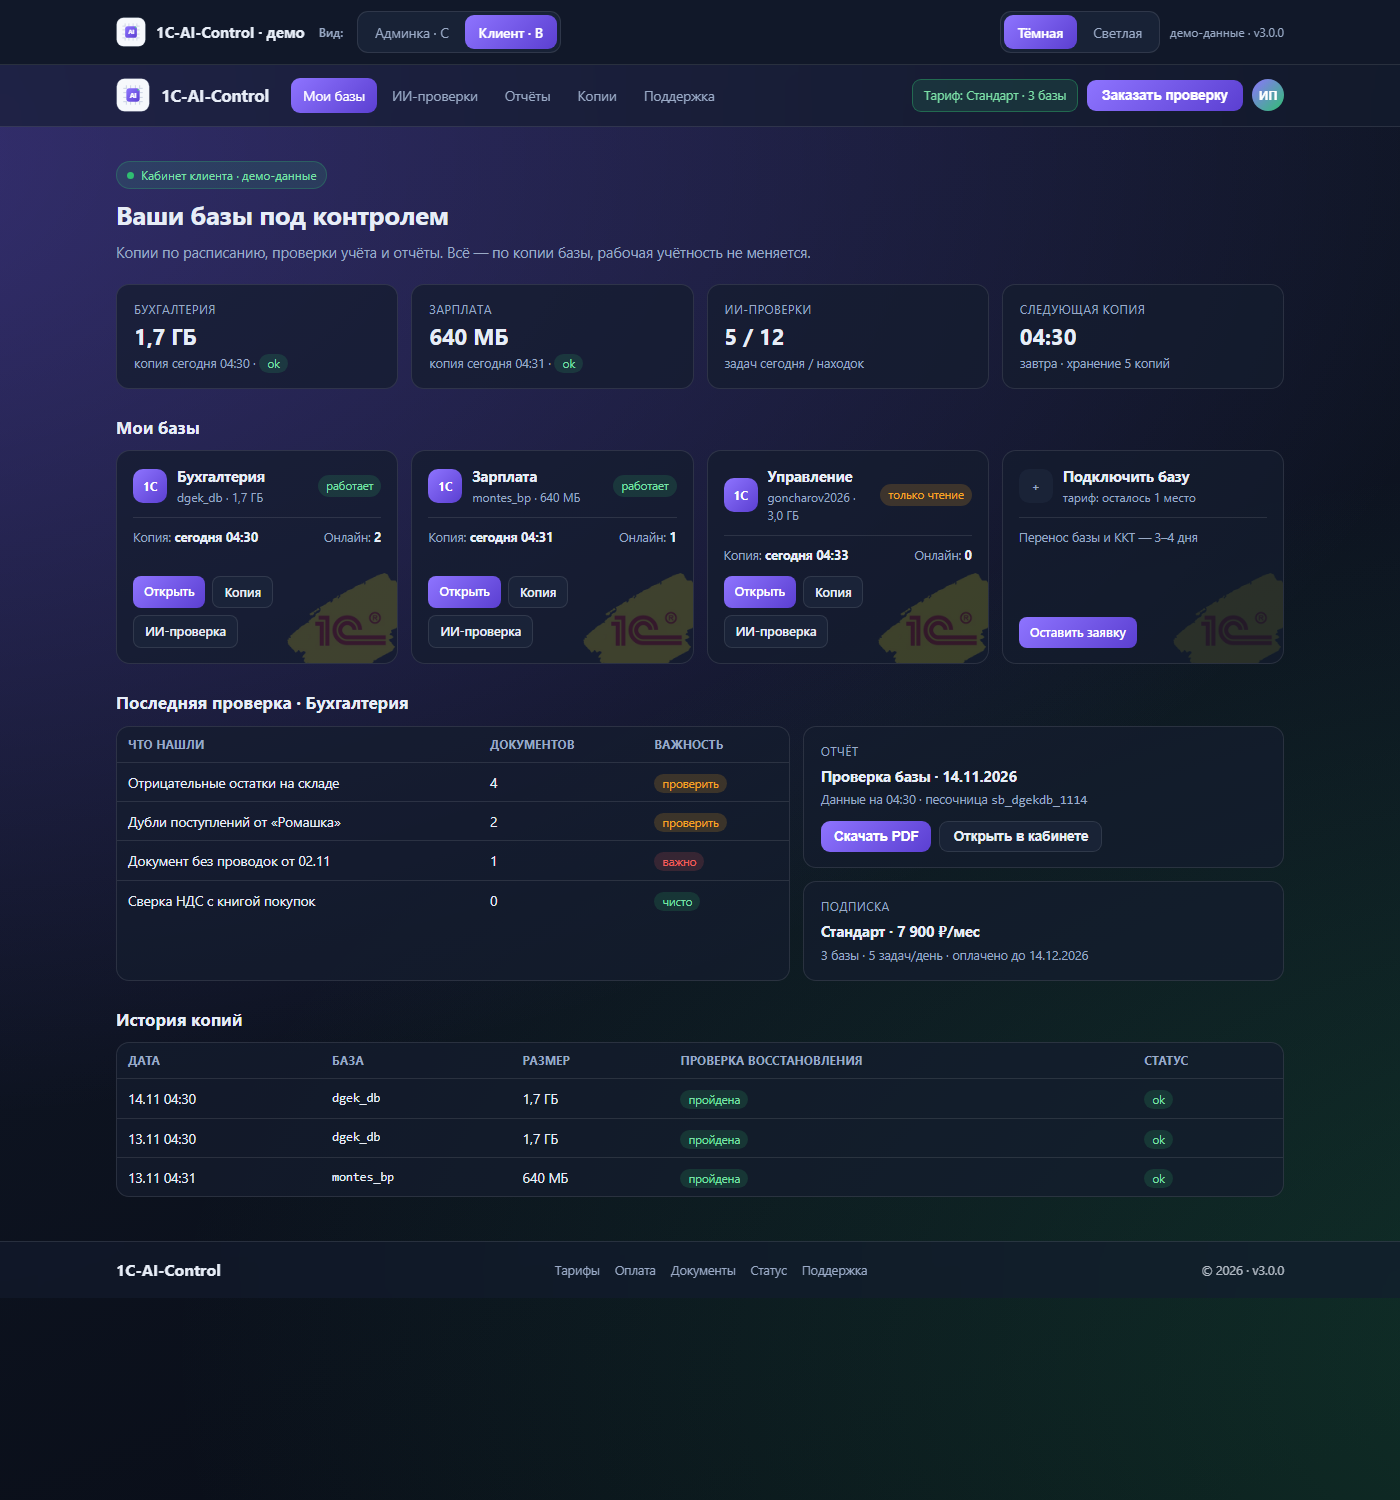 AI
1C-AI-Control · демо
Вид:
Админка · C
Клиент · B
Тёмная
Светлая
демо-данные · v3.0.0
AI
1C-AI-Control
Мои базы
ИИ-проверки
Отчёты
Копии
Поддержка
Тариф: Стандарт · 3 базы
Заказать проверку
ИП
Кабинет клиента · демо-данные
Ваши базы под контролем
Копии по расписанию, проверки учёта и отчёты. Всё — по копии базы, рабочая учётность не меняется.
БУХГАЛТЕРИЯ
1,7 ГБ
копия сегодня 04:30 · ok
ЗАРПЛАТА
640 МБ
копия сегодня 04:31 · ok
ИИ-ПРОВЕРКИ
5 / 12
задач сегодня / находок
СЛЕДУЮЩАЯ КОПИЯ
04:30
завтра · хранение 5 копий
Мои базы
1С
Бухгалтерия
dgek_db · 1,7 ГБ
работает
Копия: сегодня 04:30
Онлайн: 2
Открыть
Копия
ИИ-проверка
1С®
1С
Зарплата
montes_bp · 640 МБ
работает
Копия: сегодня 04:31
Онлайн: 1
Открыть
Копия
ИИ-проверка
1С®
1С
Управление
goncharov2026 ·
3,0 ГБ
только чтение
Копия: сегодня 04:33
Онлайн: 0
Открыть
Копия
ИИ-проверка
1С®
+
Подключить базу
тариф: осталось 1 место
Перенос базы и ККТ — 3–4 дня
Оставить заявку
1С®
Последняя проверка · Бухгалтерия
ЧТО НАШЛИ ДОКУМЕНТОВ ВАЖНОСТЬ
Отрицательные остатки на складе 4 проверить
Дубли поступлений от «Ромашка» 2 проверить
Документ без проводок от 02.11 1 важно
Сверка НДС с книгой покупок 0 чисто
ОТЧЁТ
Проверка базы · 14.11.2026
Данные на 04:30 · песочница sb_dgekdb_1114
Скачать PDF
Открыть в кабинете
ПОДПИСКА
Стандарт · 7 900 ₽/мес
3 базы · 5 задач/день · оплачено до 14.12.2026
История копий
ДАТА БАЗА РАЗМЕР ПРОВЕРКА ВОССТАНОВЛЕНИЯ СТАТУС
14.11 04:30 dgek_db 1,7 ГБ пройдена ok
13.11 04:30 dgek_db 1,7 ГБ пройдена ok
13.11 04:31 montes_bp 640 МБ пройдена ok
1C-AI-Control
Тарифы
Оплата
Документы
Статус
Поддержка
© 2026 · v3.0.0